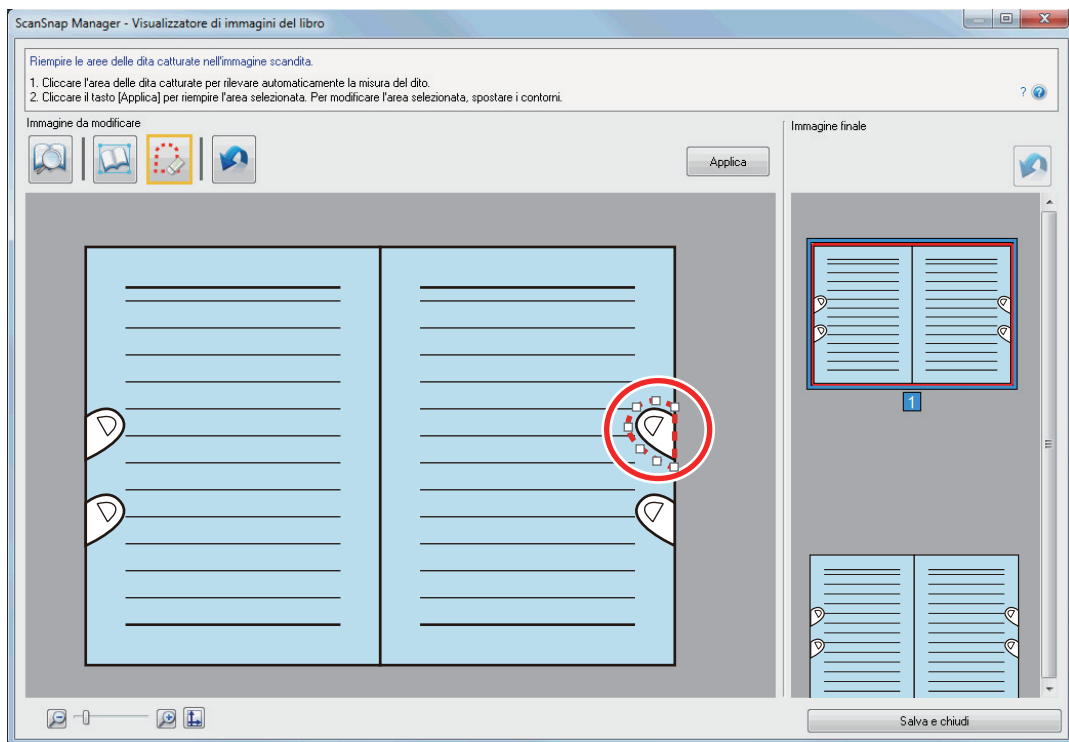 ScanSnap Manager - Visualizzatore di immagini del libro
Riempire le aree delle dita catturate nell'immagine scandita.
1. Cliccare l'area delle dita catturate per rilevare automaticamente la misura del dito.
2. Cliccare il tasto [Applica] per riempire l'area selezionata. Per modificare l'area selezionata, spostare i contorni.
? ?
Immagine da modificare
Immagine finale
Applica
1
Salva e chiudi